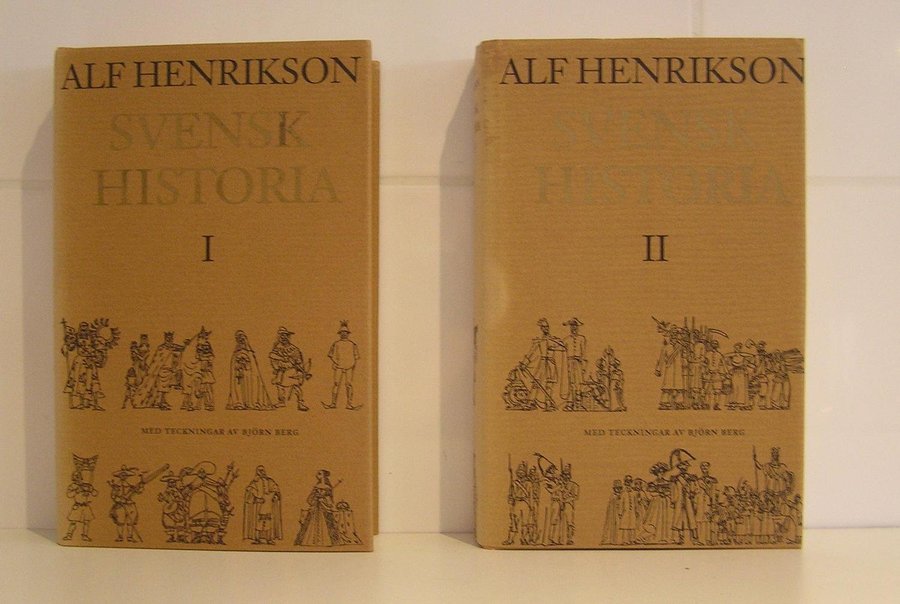 ALF HENRIKSON
SVENSK
HISTORIA
I
MED TECKNINGAR AV BJÖRN BERG
ALF HENRIKSON
SVENSK
HISTORIA
II
MED TECKNINGAR AV BJÖRN BERG